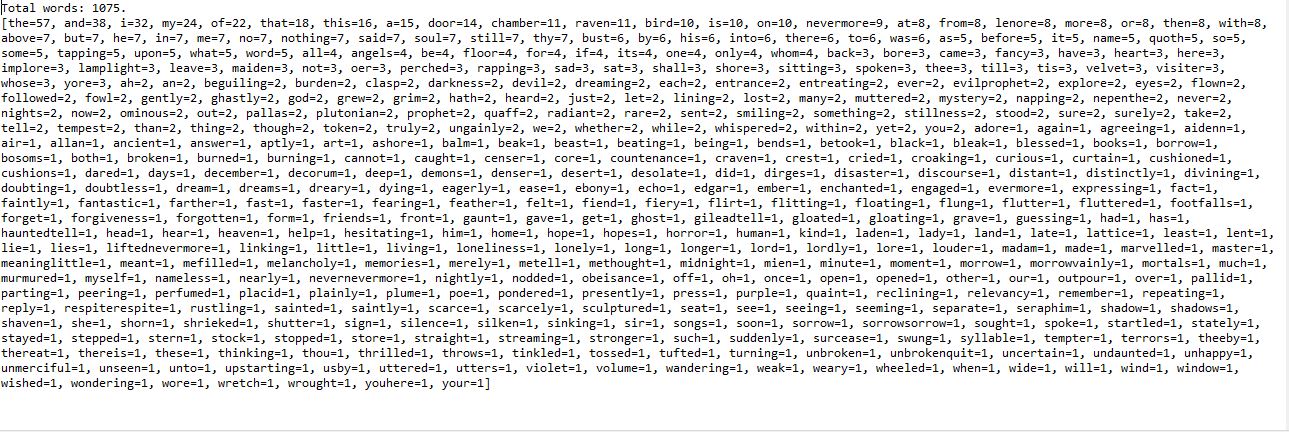 Total words: 1075.
[the=57, and=38, i=32, my=24, of=22, that=18, this=16, a=15, door=14, chamber=11, raven=11, bird=10, is=10, on=10, nevermore=9, at=8, from=8, lenore=8, more=8, or=8, then=8, with=8,
above=7, but=7, he=7, in=7, me=7, no=7, nothing=7, said=7, soul=7, still=7, thy=7, bust=6, by=6, his=6, into=6, there=6, to=6, was=6, as=5, before=5, it=5, name=5, quoth=5, so=5,
some=5, tapping=5, upon=5, what=5, word=5, all=4, angels=4, be=4, floor=4, for=4, if=4, its=4, one=4, only=4, whom=4, back=3, bore=3, came=3, fancy=3, have=3, heart=3, here=3,
implore=3, lamplight=3, leave=3, maiden=3, not=3, oer=3, perched=3, rapping=3, sad=3, sat=3, shall=3, shore=3, sitting=3, spoken=3, thee=3, till=3, tis=3, velvet=3, visiter=3,
whose=3, yore=3, ah=2, an=2, beguiling=2, burden=2, clasp=2, darkness=2, devil=2, dreaming=2, each=2, entrance=2, entreating=2, ever=2, evilprophet=2, explore=2, eyes=2, flown=2,
followed=2, fowl=2, gently=2, ghastly=2, god=2, grew=2, grim=2, hath=2, heard=2, just=2, let=2, lining=2, lost=2, many=2, muttered=2, mystery=2, napping=2, nepenthe=2, never=2,
nights=2, now=2, ominous=2, out=2, pallas=2, plutonian=2, prophet=2, quaff=2, radiant=2, rare=2, sent=2, smiling=2, something=2, stillness=2, stood=2, sure=2, surely=2, take=2,
tell=2, tempest=2, than=2, thing=2, though=2, token=2, truly=2, ungainly=2, we=2, whether=2, while=2, whispered=2, within=2, yet=2, you=2, adore=1, again=1, agreeing=1, aidenn=1,
air=1, allan=1, ancient=1, answer=1, aptly=1, art=1, ashore=1, balm=1, beak=1, beast=1, beating=1, being=1, bends=1, betook=1, black=1, bleak=1, blessed=1, books=1, borrow=1,
bosoms=1, both=1, broken=1, burned=1, burning=1, cannot=1, caught=1, censer=1, core=1, countenance=1, craven=1, crest=1, cried=1, croaking=1, curious=1, curtain=1, cushioned=1,
cushions=1, dared=1, days=1, december=1, decorum=1, deep=1, demons=1, denser=1, desert=1, desolate=1, did=1, dirges=1, disaster=1, discourse=1, distant=1, distinctly=1, divining=1,
doubting=1, doubtless=1, dream=1, dreams=1, dreary=1, dying=1, eagerly=1, ease=1, ebony=1, echo=1, edgar=1, ember=1, enchanted=1, engaged=1, evermore=1, expressing=1, fact=1,
faintly=1, fantastic=1, farther=1, fast=1, faster=1, fearing=1, feather=1, felt=1, fiend=1, fiery=1, flirt=1, flitting=1, floating=1, flung=1, flutter=1, fluttered=1, footfalls=1,
forget=1, forgiveness=1, forgotten=1, form=1, friends=1, front=1, gaunt=1, gave=1, get=1, ghost=1, gileadtell=1, gloated=1, gloating=1, grave=1, guessing=1, had=1, has=1,
hauntedtell=1, head=1, hear=1, heaven=1, help=1, hesitating=1, him=1, home=1, hope=1, hopes=1, horror=1, human=1, kind=1, laden=1, lady=1, land=1, late=1, lattice=1, least=1, lent=1,
lie=1, lies=1, liftednevermore=1, linking=1, little=1, living=1, loneliness=1, lonely=1, long=1, longer=1, lord=1, lordly=1, lore=1, louder=1, madam=1, made=1, marvelled=1, master=1,
meaninglittle=1, meant=1, mefilled=1, melancholy=1, memories=1, merely=1, metell=1, methought=1, midnight=1, mien=1, minute=1, moment=1, morrow=1, morrowvainly=1, mortals=1, much=1,
murmured=1, myself=1, nameless=1, nearly=1, nevernevermore=1, nightly=1, nodded=1, obeisance=1, off=1, oh=1, once=1, open=1, opened=1, other=1, our=1, outpour=1, over=1, pallid=1,
parting=1, peering=1, perfumed=1, placid=1, plainly=1, plume=1, poe=1, pondered=1, presently=1, press=1, purple=1, quaint=1, reclining=1, relevancy=1, remember=1, repeating=1,
reply=1, respiterespite=1, rustling=1, sainted=1, saintly=1, scarce=1, scarcely=1, sculptured=1, seat=1, see=1, seeing=1, seeming=1, separate=1, seraphim=1, shadow=1, shadows=1,
shaven=1, she=1, shorn=1, shrieked=1, shutter=1, sign=1, silence=1, silken=1, sinking=1, sir=1, songs=1, soon=1, sorrow=1, sorrowsorrow=1, sought=1, spoke=1, startled=1, stately=1,
stayed=1, stepped=1, stern=1, stock=1, stopped=1, store=1, straight=1, streaming=1, stronger=1, such=1, suddenly=1, surcease=1, swung=1, syllable=1, tempter=1, terrors=1, theeby=1,
thereat=1, thereis=1, these=1, thinking=1, thou=1, thrilled=1, throws=1, tinkled=1, tossed=1, tufted=1, turning=1, unbroken=1, unbrokenquit=1, uncertain=1, undaunted=1, unhappy=1,
unmerciful=1, unseen=1, unto=1, upstarting=1, usby=1, uttered=1, utters=1, violet=1, volume=1, wandering=1, weak=1, weary=1, wheeled=1, when=1, wide=1, will=1, wind=1, window=1,
wished=1, wondering=1, wore=1, wretch=1, wrought=1, youhere=1, your=1]